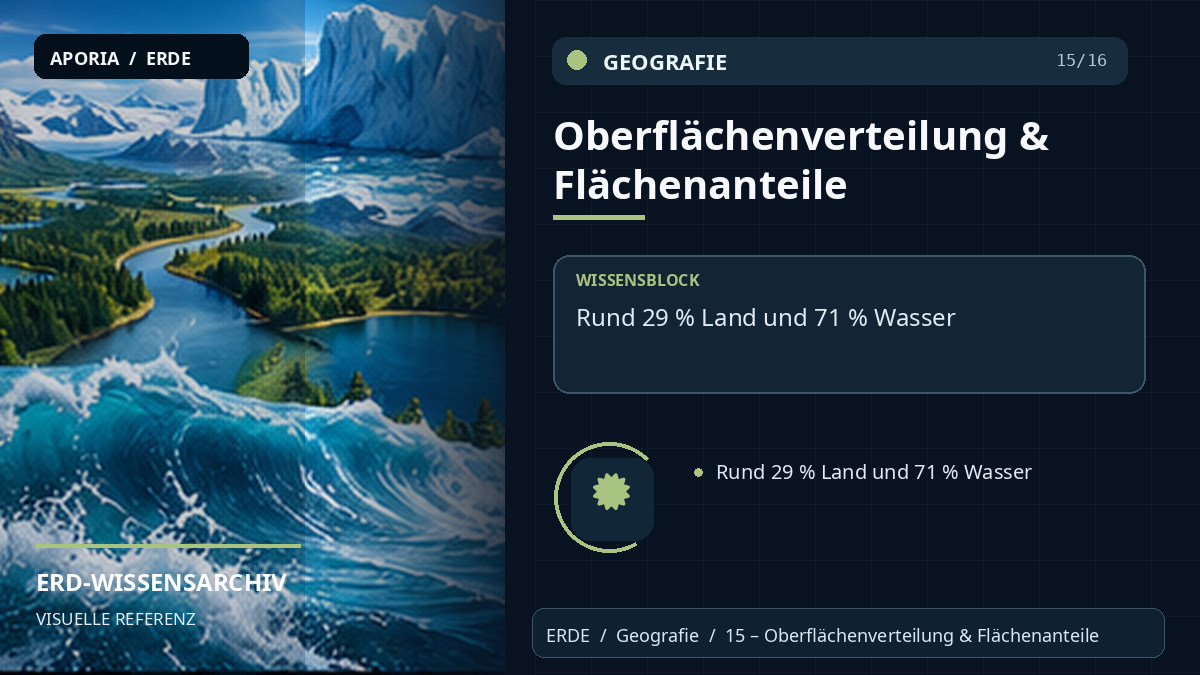 APORIA / ERDE
ERD-WISSENSARCHIV
VISUELLE REFERENZ
GEOGRAFIE
15/16
Oberflächenverteilung &
Flächenanteile
WISSENSBLOCK
Rund 29 % Land und 71 % Wasser
Rund 29 % Land und 71 % Wasser
ERDE / Geografie / 15 – Oberflächenverteilung & Flächenanteile